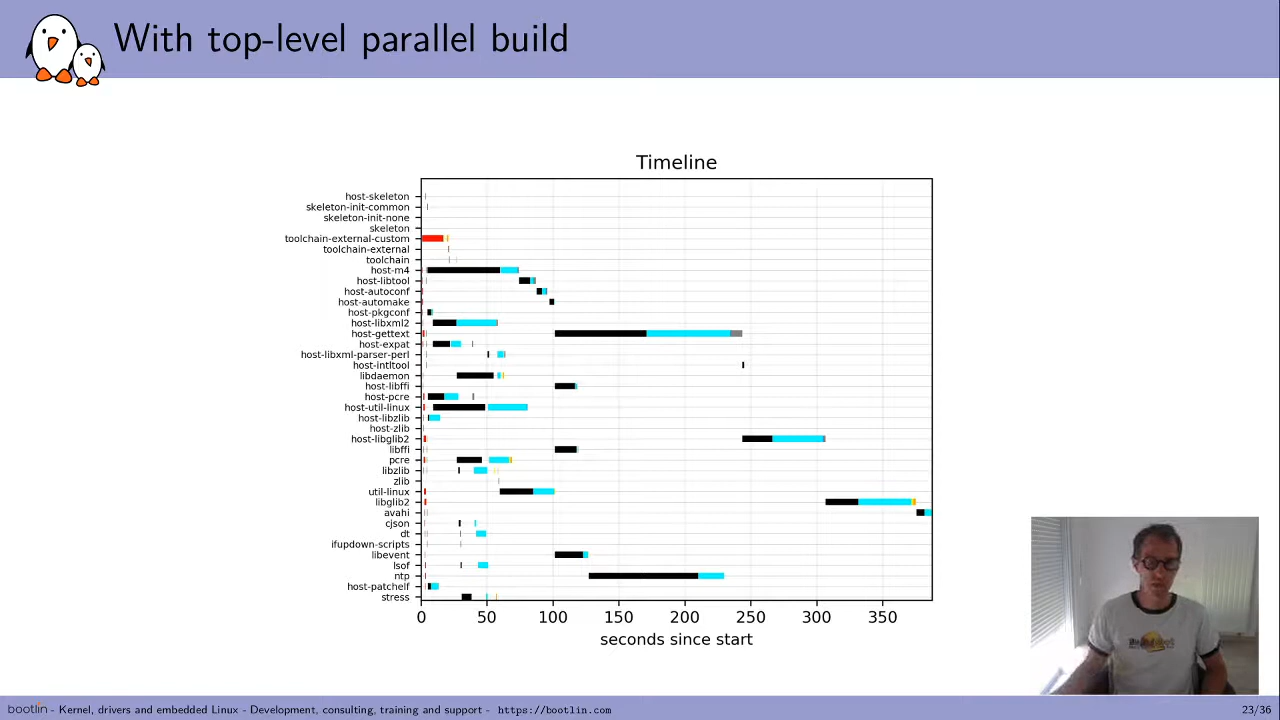 With top-level parallel build
Timeline
host-skeleton
skeleton-init-common
skeleton-init-none
skeleton
toolchain-external-custom
toolchain-external
toolchain
host-m4
host-libtool
host-autoconf
host-automake
host-pkgconf
host-libxml2
host-gettext
host-expat
host-libxml-parser-perl
host-intltool
libdaemon
host-libffi
host-pcre
host-util-linux
host-libzlib
host-zlib
host-libglib2
libffi
pcre
libzlib
zlib
util-linux
libglib2
avahi
cjson
dt
ifupdown-scripts
libevent
lsof
ntp
host-patchelf
stress
0 50 100 150 200 250 300 350
seconds since start
bootlin - Kernel, drivers and embedded Linux - Development, consulting, training and support - https://bootlin.com 23/36